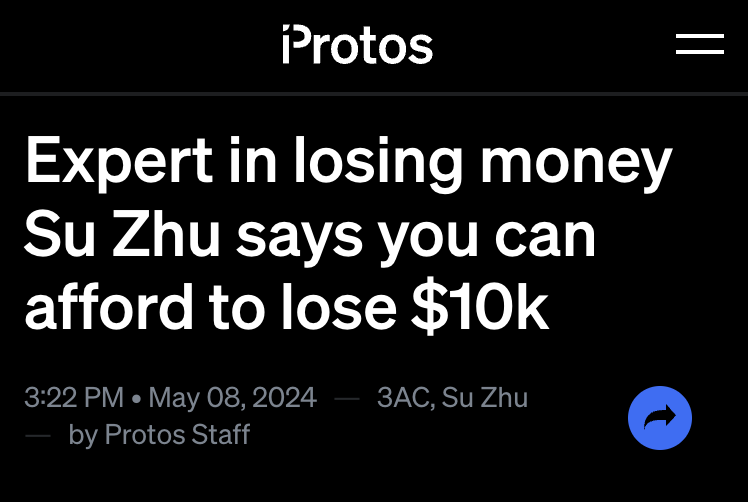 Protos
Expert in losing money
Su Zhu says you can
afford to lose $10k
3:22 PM • May 08, 2024 — 3AC, Su Zhu
— by Protos Staff